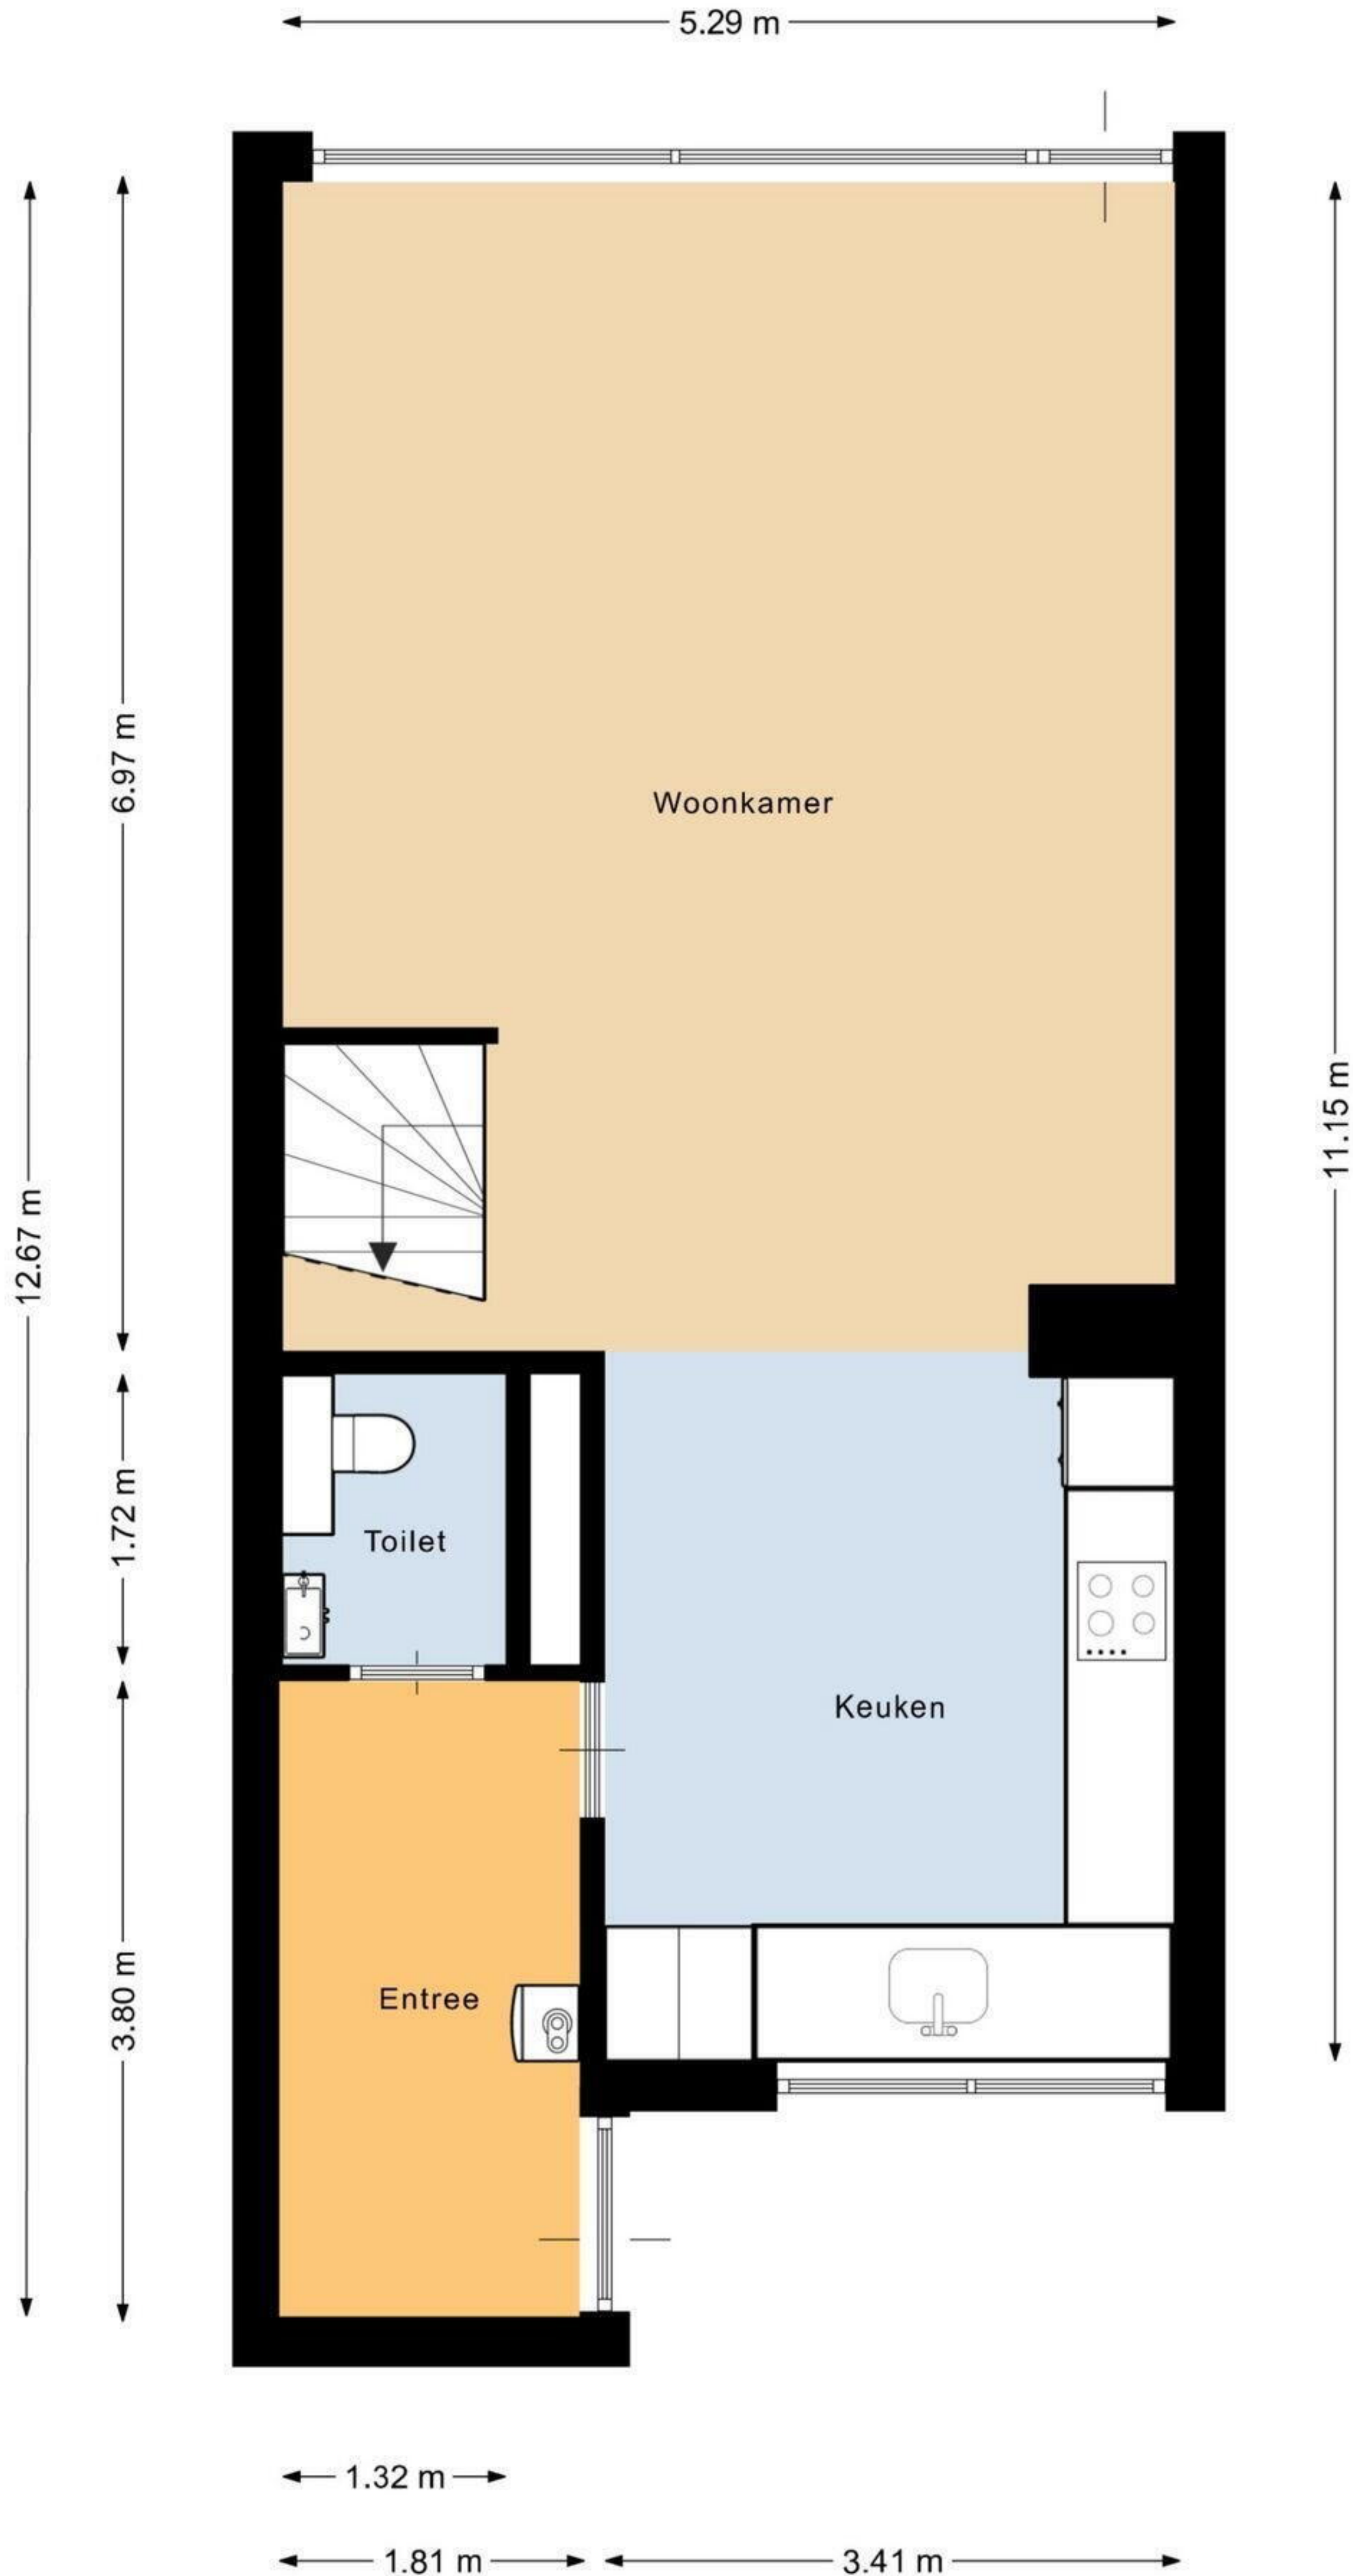 5.29 m
6.97 m
Woonkamer
11.15 m
12.67 m
1.72 m
Toilet
Keuken
3.80 m
Entree
1.32 m
1.81 m
3.41 m